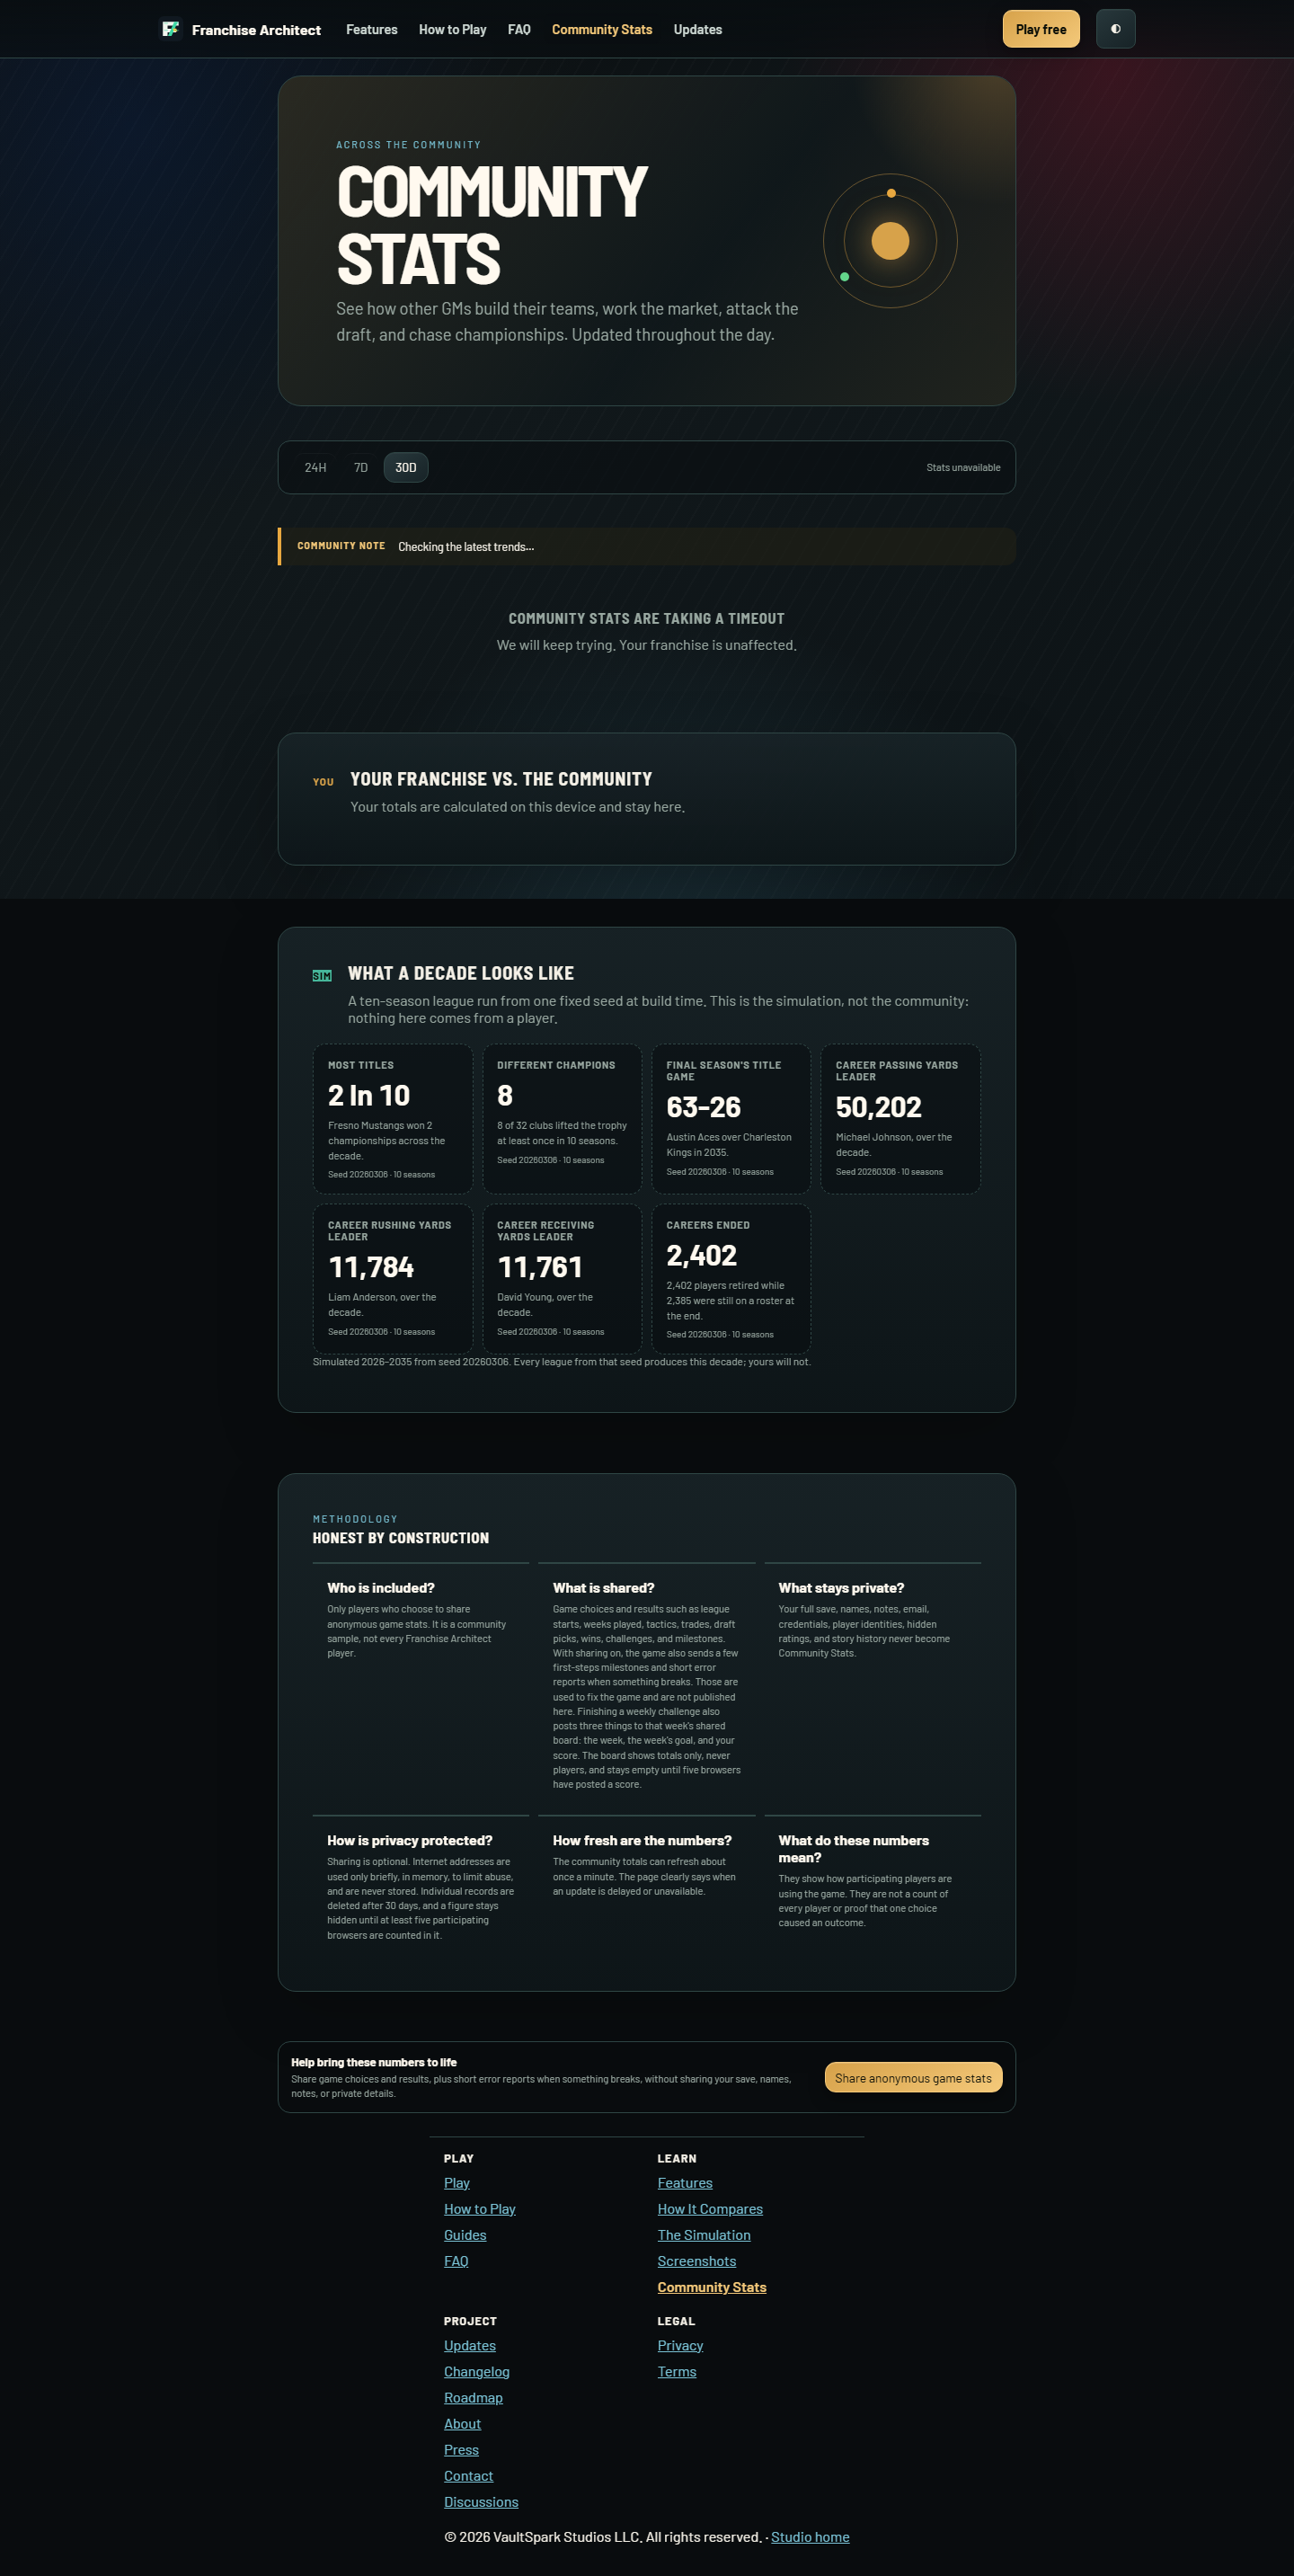 Franchise Architect
Features
How to Play
FAQ
Community Stats
Updates
Play free
ACROSS THE COMMUNITY
COMMUNITY
STATS
See how other GMs build their teams, work the market, attack the
draft, and chase championships. Updated throughout the day.
24H
7D
30D
Stats unavailable
COMMUNITY NOTE
Checking the latest trends...
COMMUNITY STATS ARE TAKING A TIMEOUT
We will keep trying. Your franchise is unaffected.
YOU
YOUR FRANCHISE VS. THE COMMUNITY
Your totals are calculated on this device and stay here.
SIM
WHAT A DECADE LOOKS LIKE
A ten-season league run from one fixed seed at build time. This is the simulation, not the community:
nothing here comes from a player.
MOST TITLES
2 In 10
Fresno Mustangs won 2
championships across the
decade.
Seed 20260306 · 10 seasons
DIFFERENT CHAMPIONS
8
8 of 32 clubs lifted the trophy
at least once in 10 seasons.
Seed 20260306 · 10 seasons
FINAL SEASON'S TITLE
GAME
63-26
Austin Aces over Charleston
Kings in 2035.
Seed 20260306 · 10 seasons
CAREER PASSING YARDS
LEADER
50,202
Michael Johnson, over the
decade.
Seed 20260306 · 10 seasons
CAREER RUSHING YARDS
LEADER
11,784
Liam Anderson, over the
decade.
Seed 20260306 · 10 seasons
CAREER RECEIVING
YARDS LEADER
11,761
David Young, over the
decade.
Seed 20260306 · 10 seasons
CAREERS ENDED
2,402
2,402 players retired while
2,385 were still on a roster at
the end.
Seed 20260306 · 10 seasons
Simulated 2026-2035 from seed 20260306. Every league from that seed produces this decade; yours will not.
METHODOLOGY
HONEST BY CONSTRUCTION
Who is included?
Only players who choose to share
anonymous game stats. It is a community
sample, not every Franchise Architect
player.
What is shared?
Game choices and results such as league
starts, weeks played, tactics, trades, draft
picks, wins, challenges, and milestones.
With sharing on, the game also sends a few
first-steps milestones and short error
reports when something breaks. Those are
used to fix the game and are not published
here. Finishing a weekly challenge also
posts three things to that week's shared
board: the week, the week's goal, and your
score. The board shows totals only, never
players, and stays empty until five browsers
have posted a score.
What stays private?
Your full save, names, notes, email,
credentials, player identities, hidden
ratings, and story history never become
Community Stats.
How is privacy protected?
Sharing is optional. Internet addresses are
used only briefly, in memory, to limit abuse,
and are never stored. Individual records are
deleted after 30 days, and a figure stays
hidden until at least five participating
browsers are counted in it.
How fresh are the numbers?
The community totals can refresh about
once a minute. The page clearly says when
an update is delayed or unavailable.
What do these numbers
mean?
They show how participating players are
using the game. They are not a count of
every player or proof that one choice
caused an outcome.
Help bring these numbers to life
Share game choices and results, plus short error reports when something breaks, without sharing your save, names,
notes, or private details.
Share anonymous game stats
PLAY
Play
How to Play
Guides
FAQ
LEARN
Features
How It Compares
The Simulation
Screenshots
Community Stats
PROJECT
Updates
Changelog
Roadmap
About
Press
Contact
Discussions
LEGAL
Privacy
Terms
© 2026 VaultSpark Studios LLC. All rights reserved. · Studio home